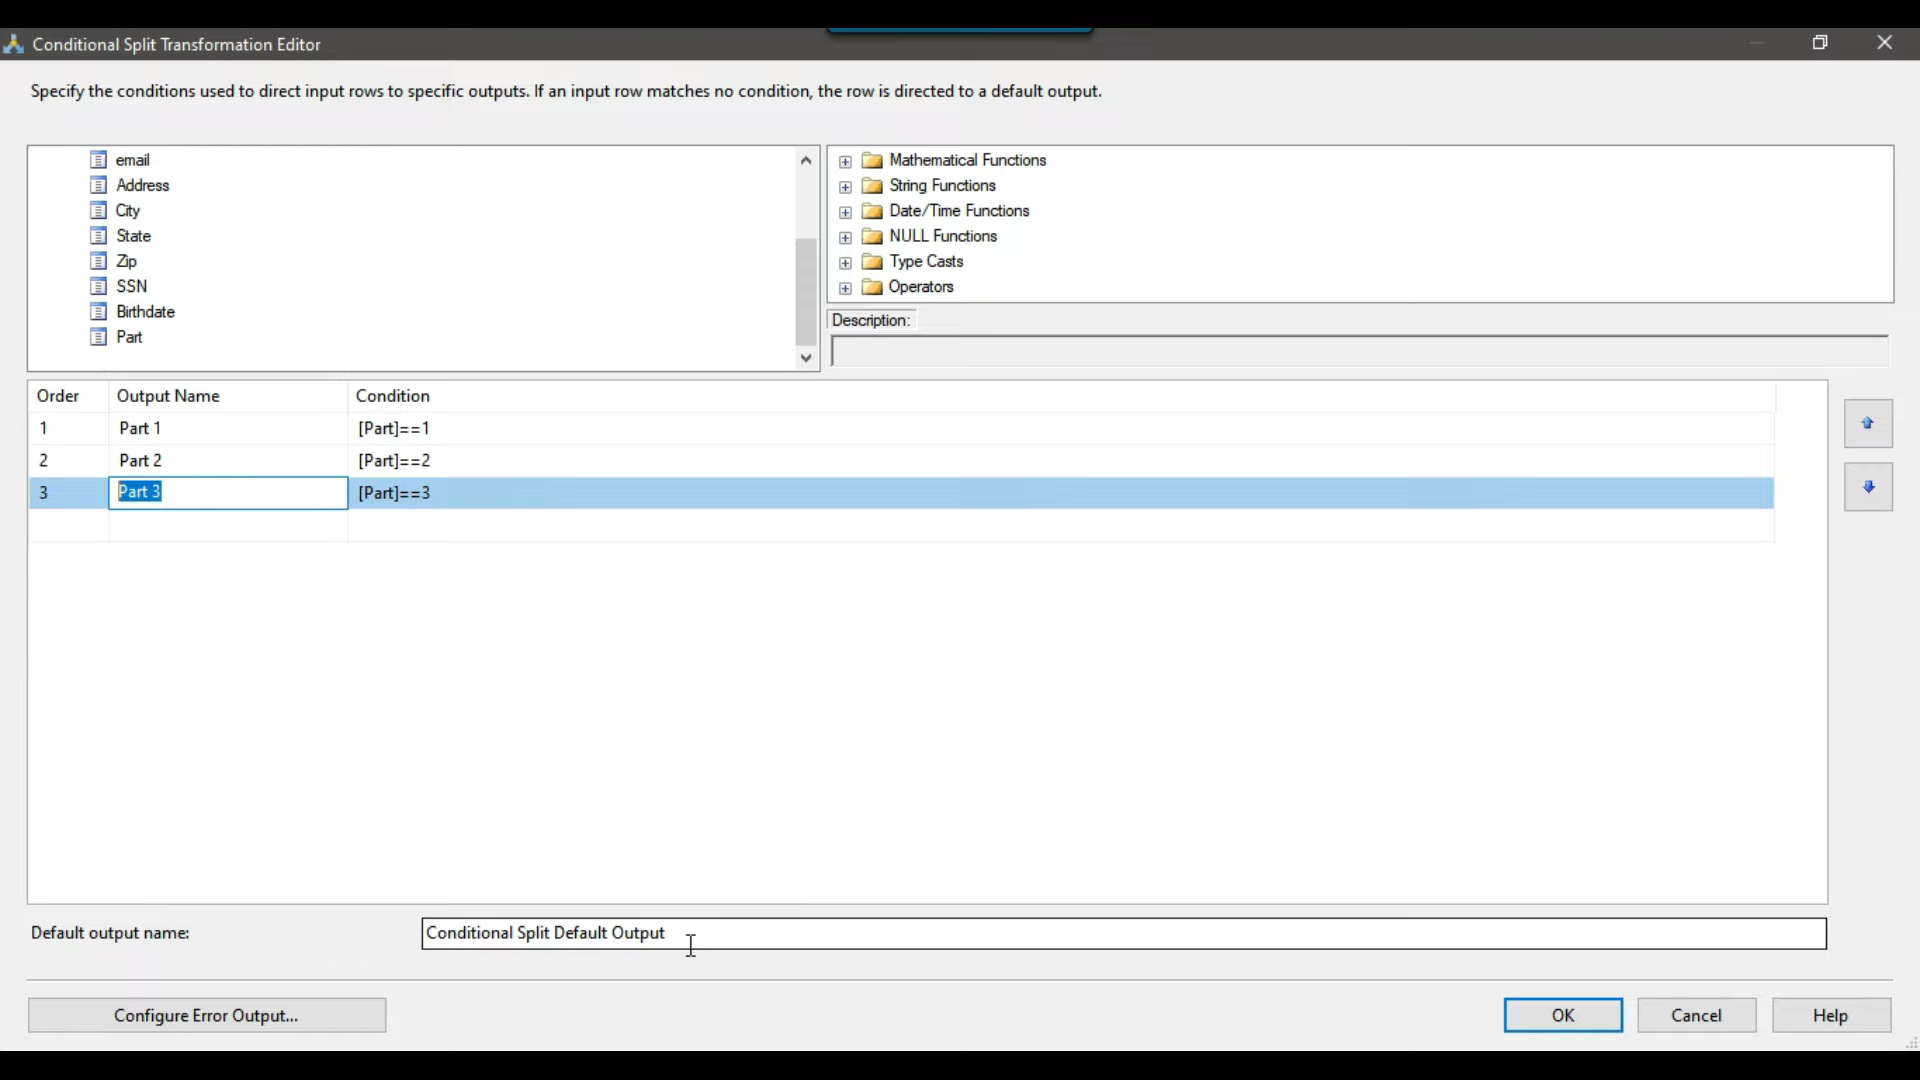 Conditional Split Transformation Editor
Specify the conditions used to direct input rows to specific outputs. If an input row matches no condition, the row is directed to a default output.
email
Address
City
State
Zip
SSN
Birthdate
Part
Mathematical Functions
String Functions
Date/Time Functions
NULL Functions
Type Casts
Operators
Description:
Order Output Name Condition
1 Part 1 [Part]==1
2 Part 2 [Part]==2
3 Part 3 [Part]==3
Default output name: Conditional Split Default Output
Configure Error Output... OK Cancel Help